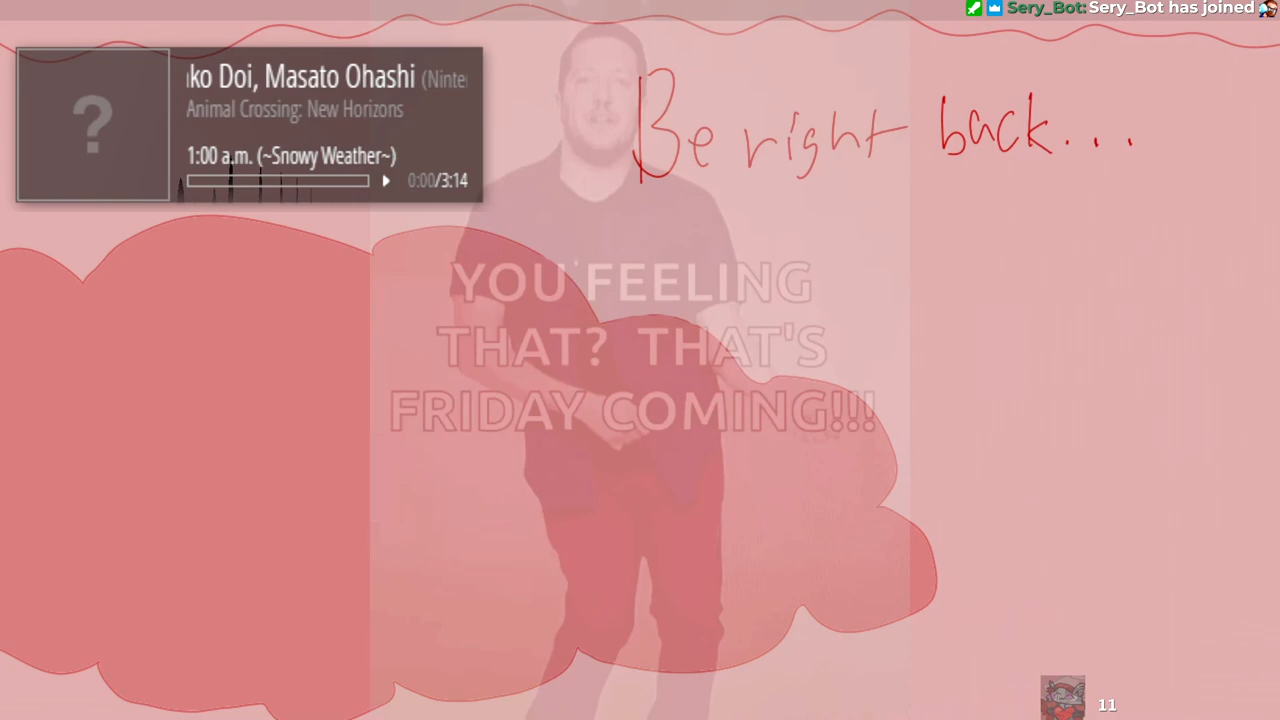 Sery_Bot: Sery_Bot has joined
ko Doi, Masato Ohashi (Ninte
Animal Crossing: New Horizons
1:00 a.m. (~Snowy Weather~)
0:00/3:14
Be right back...
YOU FEELING
THAT? THAT'S
FRIDAY COMING!!!
11